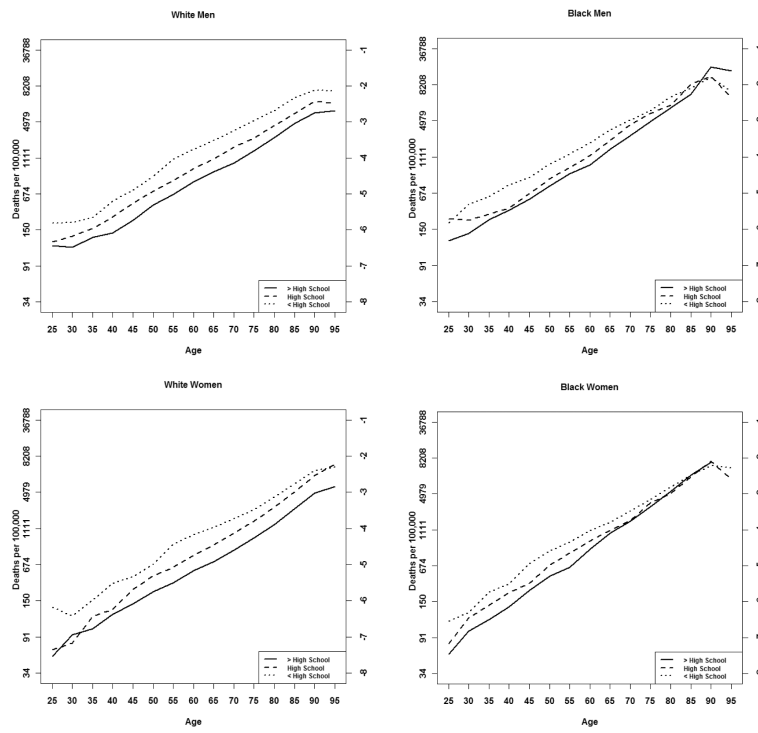 White Men
Deaths per 100,000
36788
8208
4979
1111
674
150
91
34
-1
-2
-3
-4
-5
-6
-7
-8
> High School
High School
< High School
25 30 35 40 45 50 55 60 65 70 75 80 85 90 95
Age
Black Men
Deaths per 100,000
36788
8208
4979
1111
674
150
91
34
> High School
High School
< High School
25 30 35 40 45 50 55 60 65 70 75 80 85 90 95
Age
White Women
Deaths per 100,000
36788
8208
4979
1111
674
150
91
34
-1
-2
-3
-4
-5
-6
-7
-8
> High School
High School
< High School
25 30 35 40 45 50 55 60 65 70 75 80 85 90 95
Age
Black Women
Deaths per 100,000
36788
8208
4979
1111
674
150
91
34
> High School
High School
< High School
25 30 35 40 45 50 55 60 65 70 75 80 85 90 95
Age